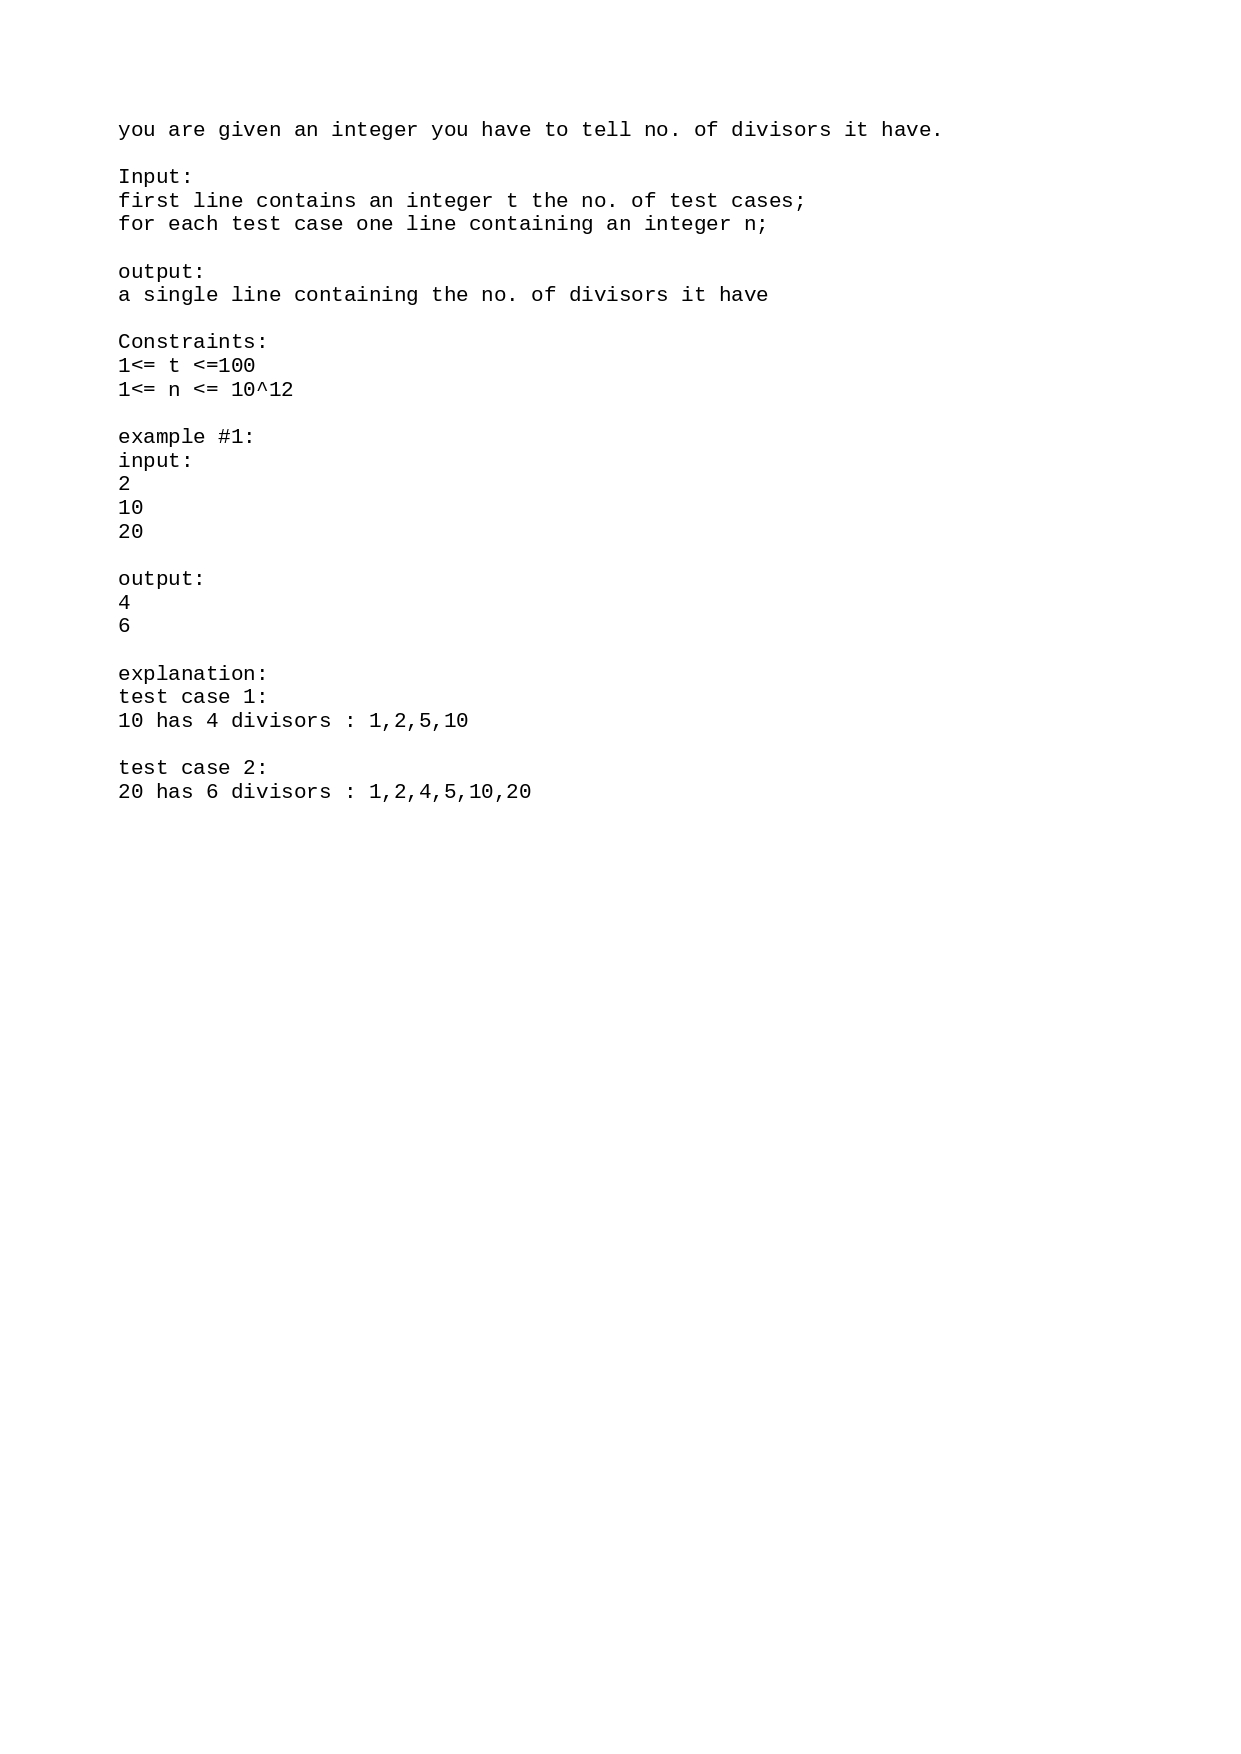 you are given an integer you have to tell no. of divisors it have.
Input:
first line contains an integer t the no. of test cases;
for each test case one line containing an integer n;
output:
a single line containing the no. of divisors it have
Constraints:
1<= t <=100
1<= n <= 10^12
example #1:
input:
2
10
20
output:
4
6
explanation:
test case 1:
10 has 4 divisors : 1,2,5,10
test case 2:
20 has 6 divisors : 1,2,4,5,10,20